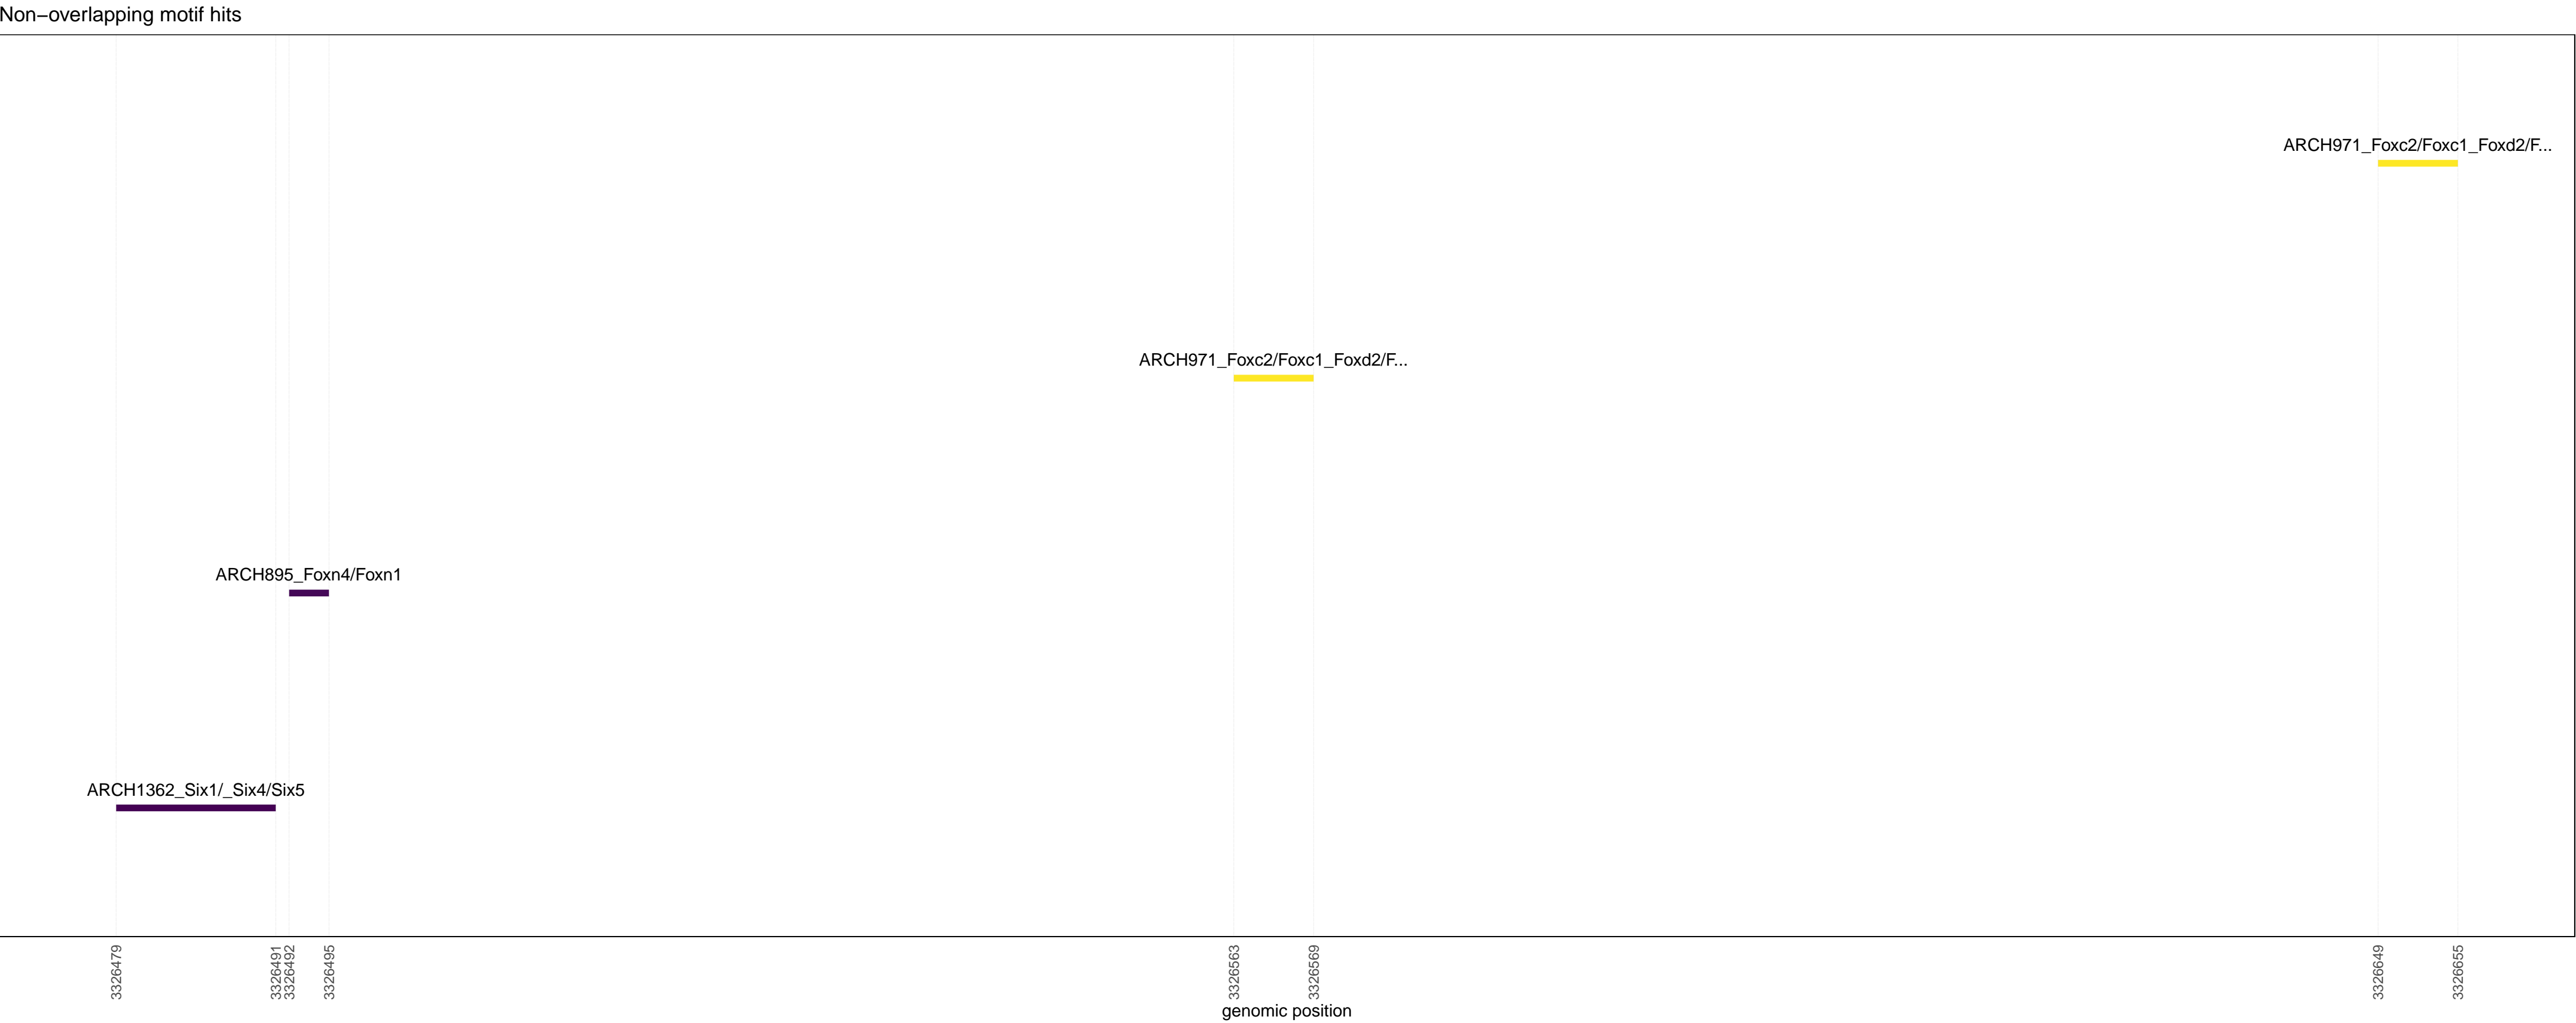 Non−overlapping motif hits
ARCH971_Foxc2/Foxc1_Foxd2/F...
ARCH971_Foxc2/Foxc1_Foxd2/F...
ARCH895_Foxn4/Foxn1
ARCH1362_Six1/_Six4/Six5
3326479
3326491
3326492
3326495
3326563
3326569
3326649
3326655
genomic position